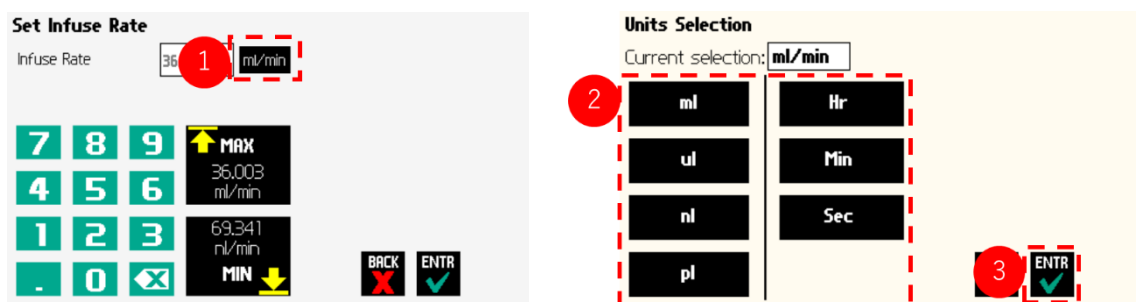 Set Infuse Rate
Infuse Rate 36 1 ml/min
7 8 9
MAX
36.003
ml/min
4 5 6
1 2 3
69.341
nl/min
MIN
. 0
BACK ENTR
Units Selection
Current selection: ml/min
2
ml Hr
ul Min
nl Sec
pl
3 ENTR